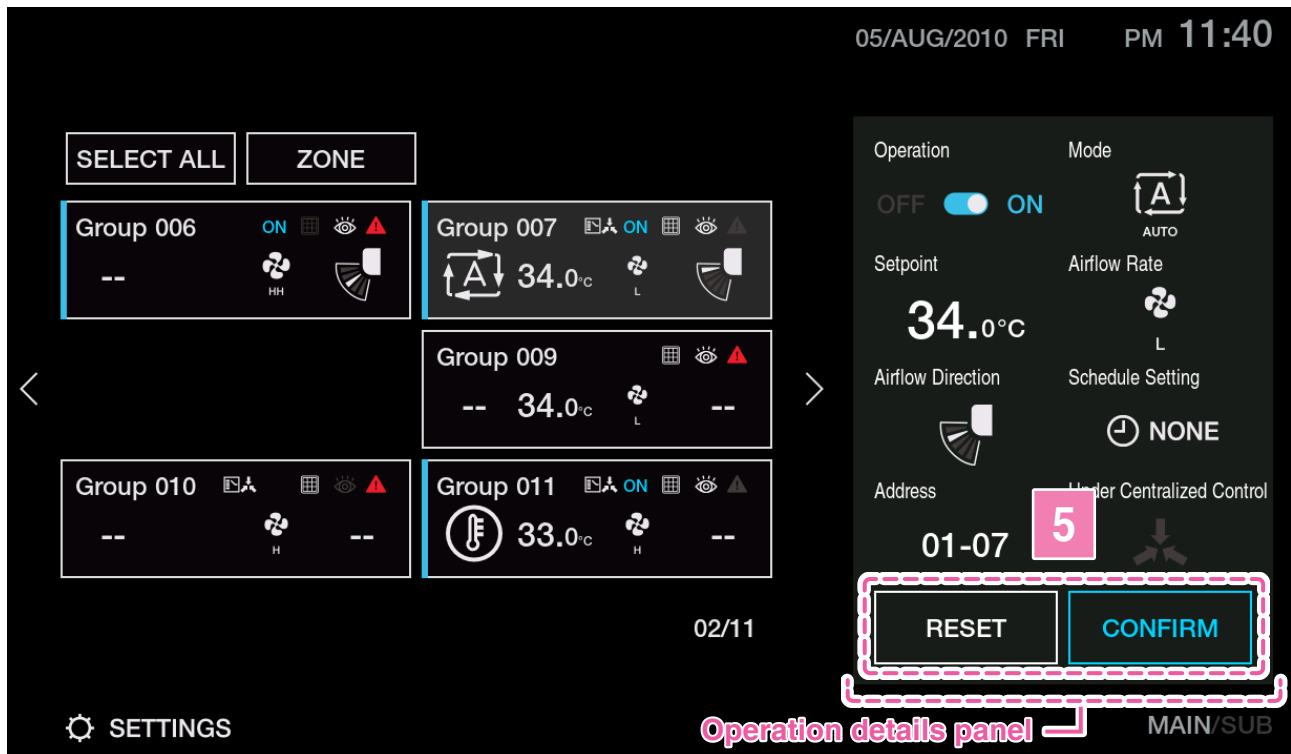 05/AUG/2010 FRI PM 11:40
SELECT ALL ZONE
Group 006 ON
--
HH
Group 007 ON
A 34.0°C
L
Group 009
-- 34.0°C --
L
Group 010
-- --
H
Group 011 ON
33.0°C --
H
02/11
Operation Mode
OFF ON A
AUTO
Setpoint Airflow Rate
34.0°C
L
Airflow Direction Schedule Setting
NONE
Address Under Centralized Control
5
01-07
RESET CONFIRM
Operation details panel
SETTINGS MAIN/SUB